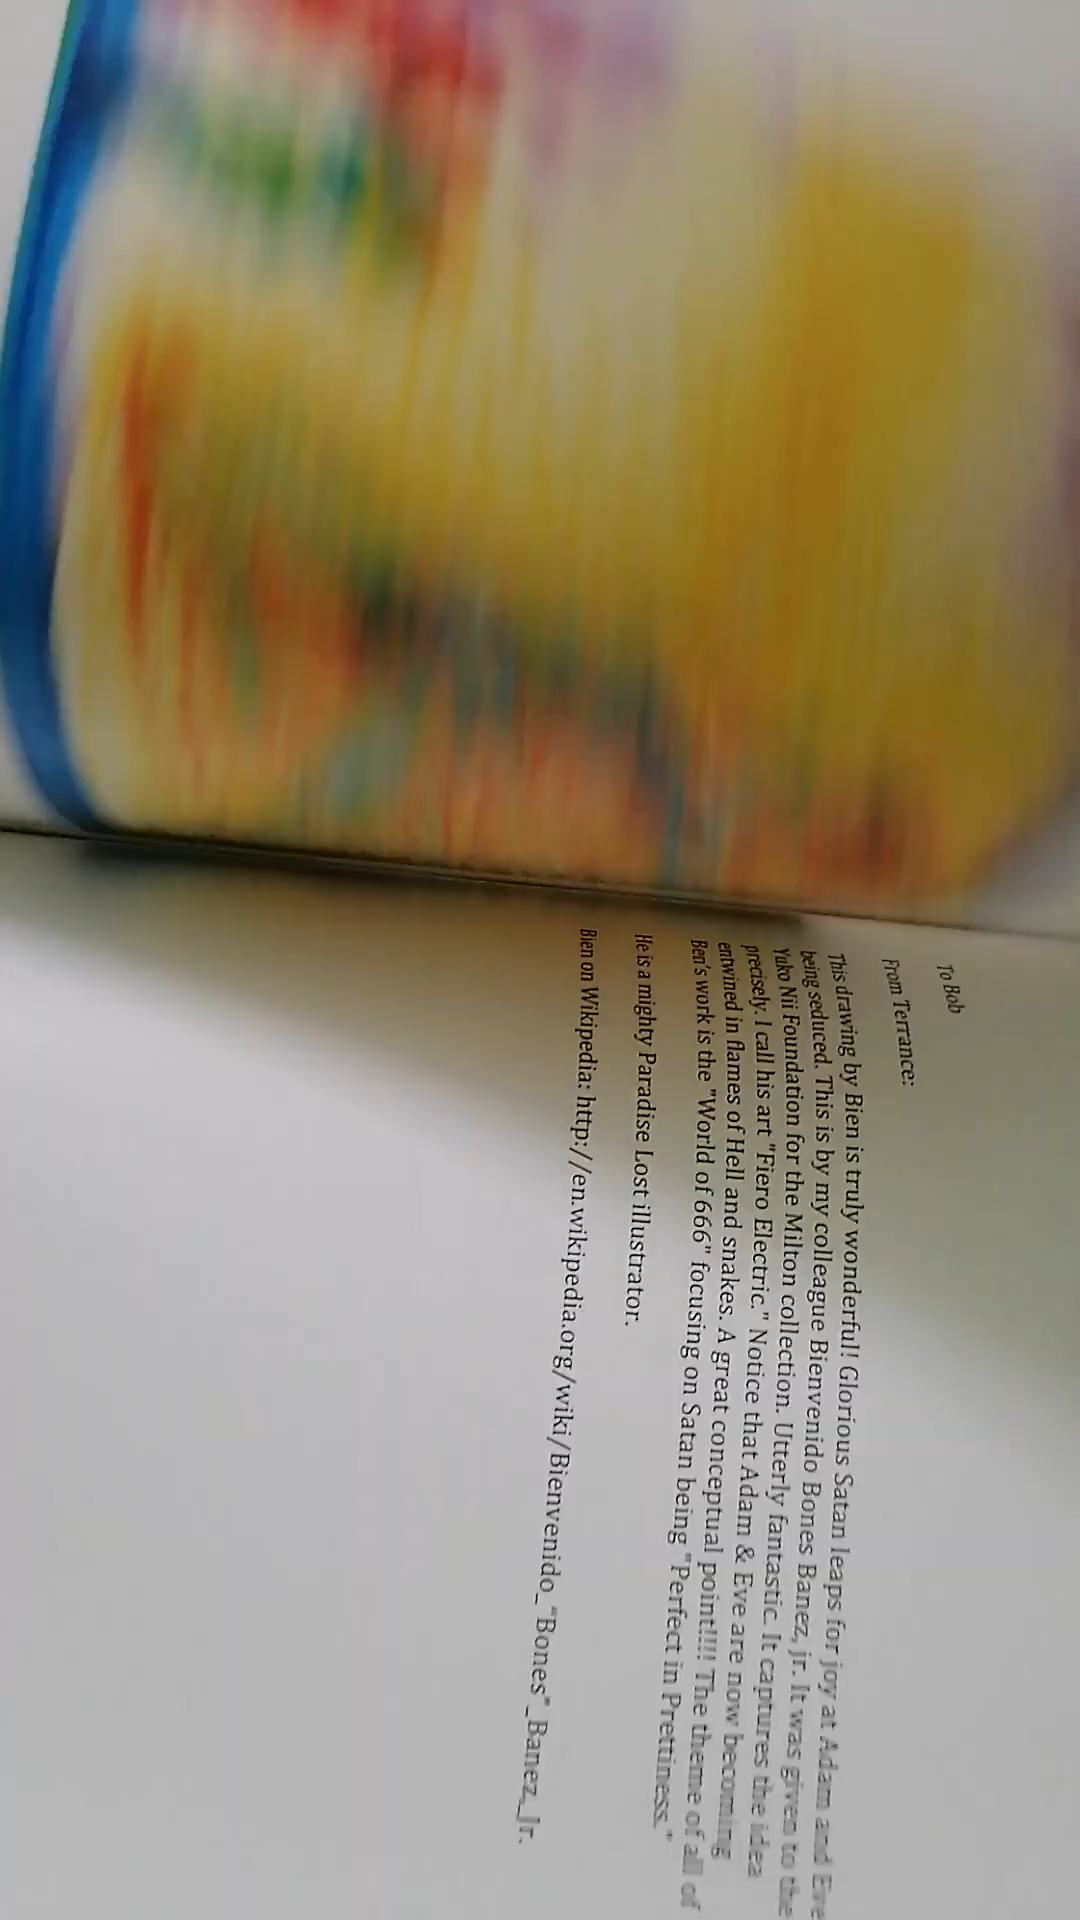 To Bob
From Terrance:
This drawing by Bien is truly wonderful! Glorious Satan leaps for joy at Adam and Eve
being seduced. This is by my colleague Bienvenido Bones Banez, jr. It was given to the
Yuko Nii Foundation for the Milton collection. Utterly fantastic. It captures the idea
precisely. I call his art "Fiero Electric." Notice that Adam & Eve are now becoming
entwined in flames of Hell and snakes. A great conceptual point!!!! The theme of all of
Ben's work is the "World of 666" focusing on Satan being "Perfect in Prettiness."
He is a mighty Paradise Lost illustrator.
Bien on Wikipedia: http://en.wikipedia.org/wiki/Bienvenido_"Bones"_Banez,_Jr.